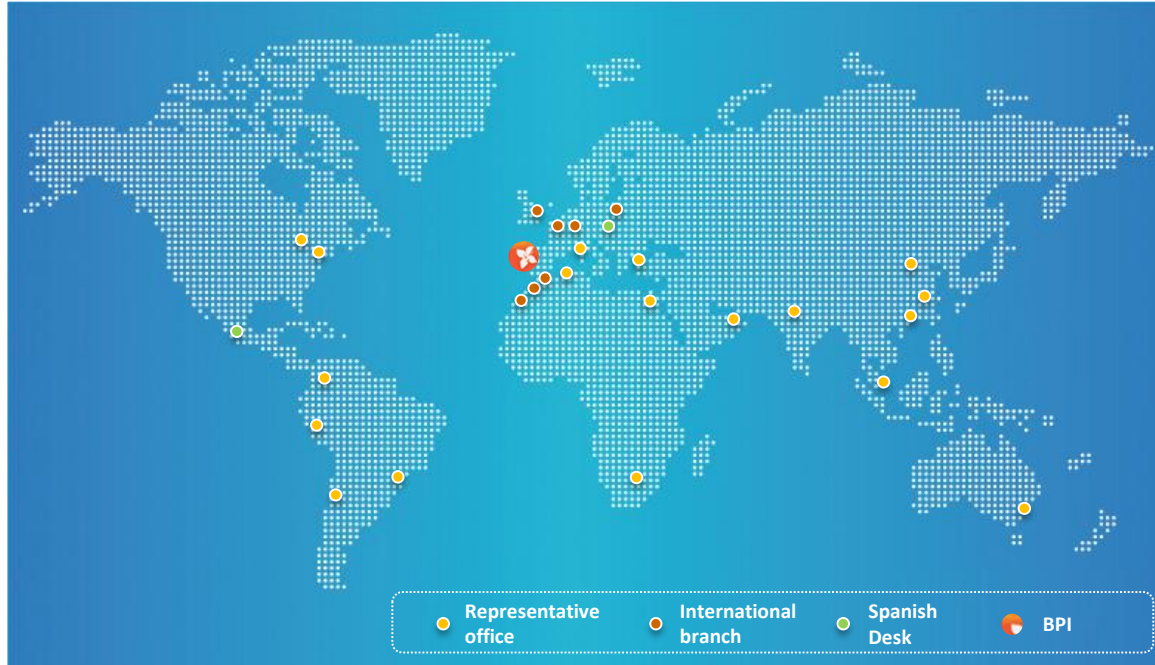 Representative
office
International
branch
Spanish
Desk
BPI